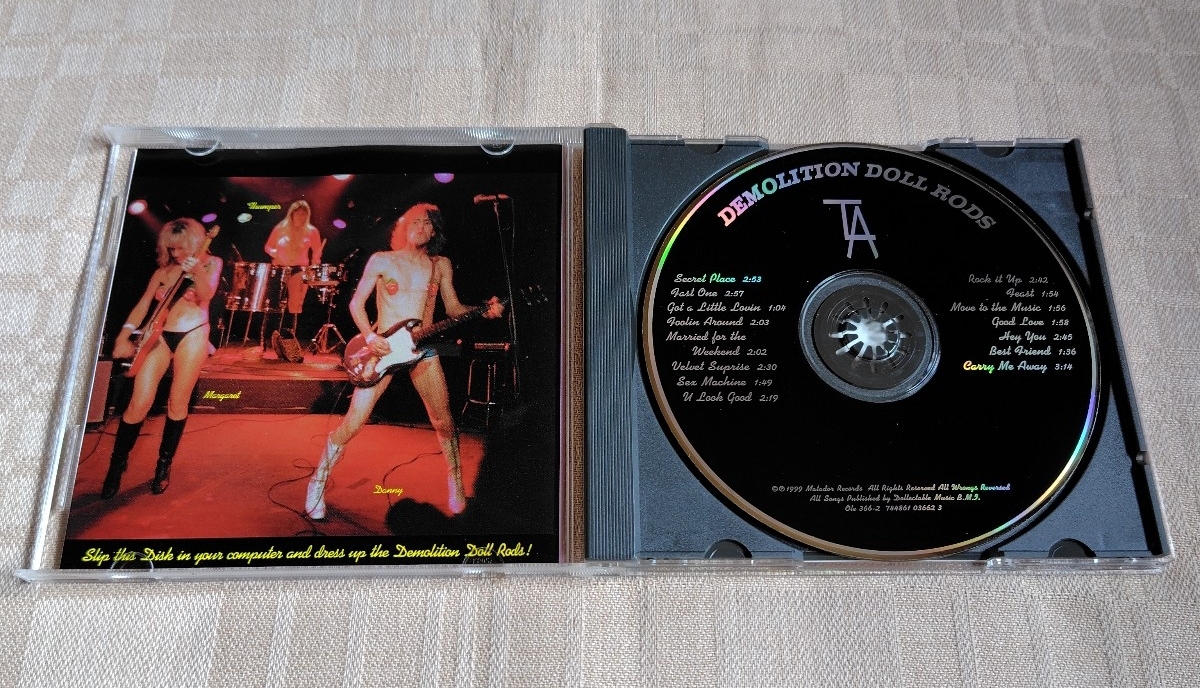 Thumper
Margaret
Danny
Slip this Disk in your computer and dress up the Demolition Doll Rods!
DEMOLITION DOLL RODS
TA
Secret Place 2:53
Fast One 2:57
Got a Little Lovin 1:04
Foolin Around 2:03
Married for the
Weekend 2:02
Velvet Suprise 2:30
Sex Machine 1:49
U Look Good 2:19
Rock it Up 2:42
Feast 1:54
Move to the Music 1:56
Good Love 1:58
Hey You 2:45
Best Friend 1:36
Carry Me Away 3:14
©℗ 1999 Matador Records All Rights Reserved All Wrongs Reversed
All Songs Published by Dollectable Music B.M.I.
Ole 366-2 744861 03662 3